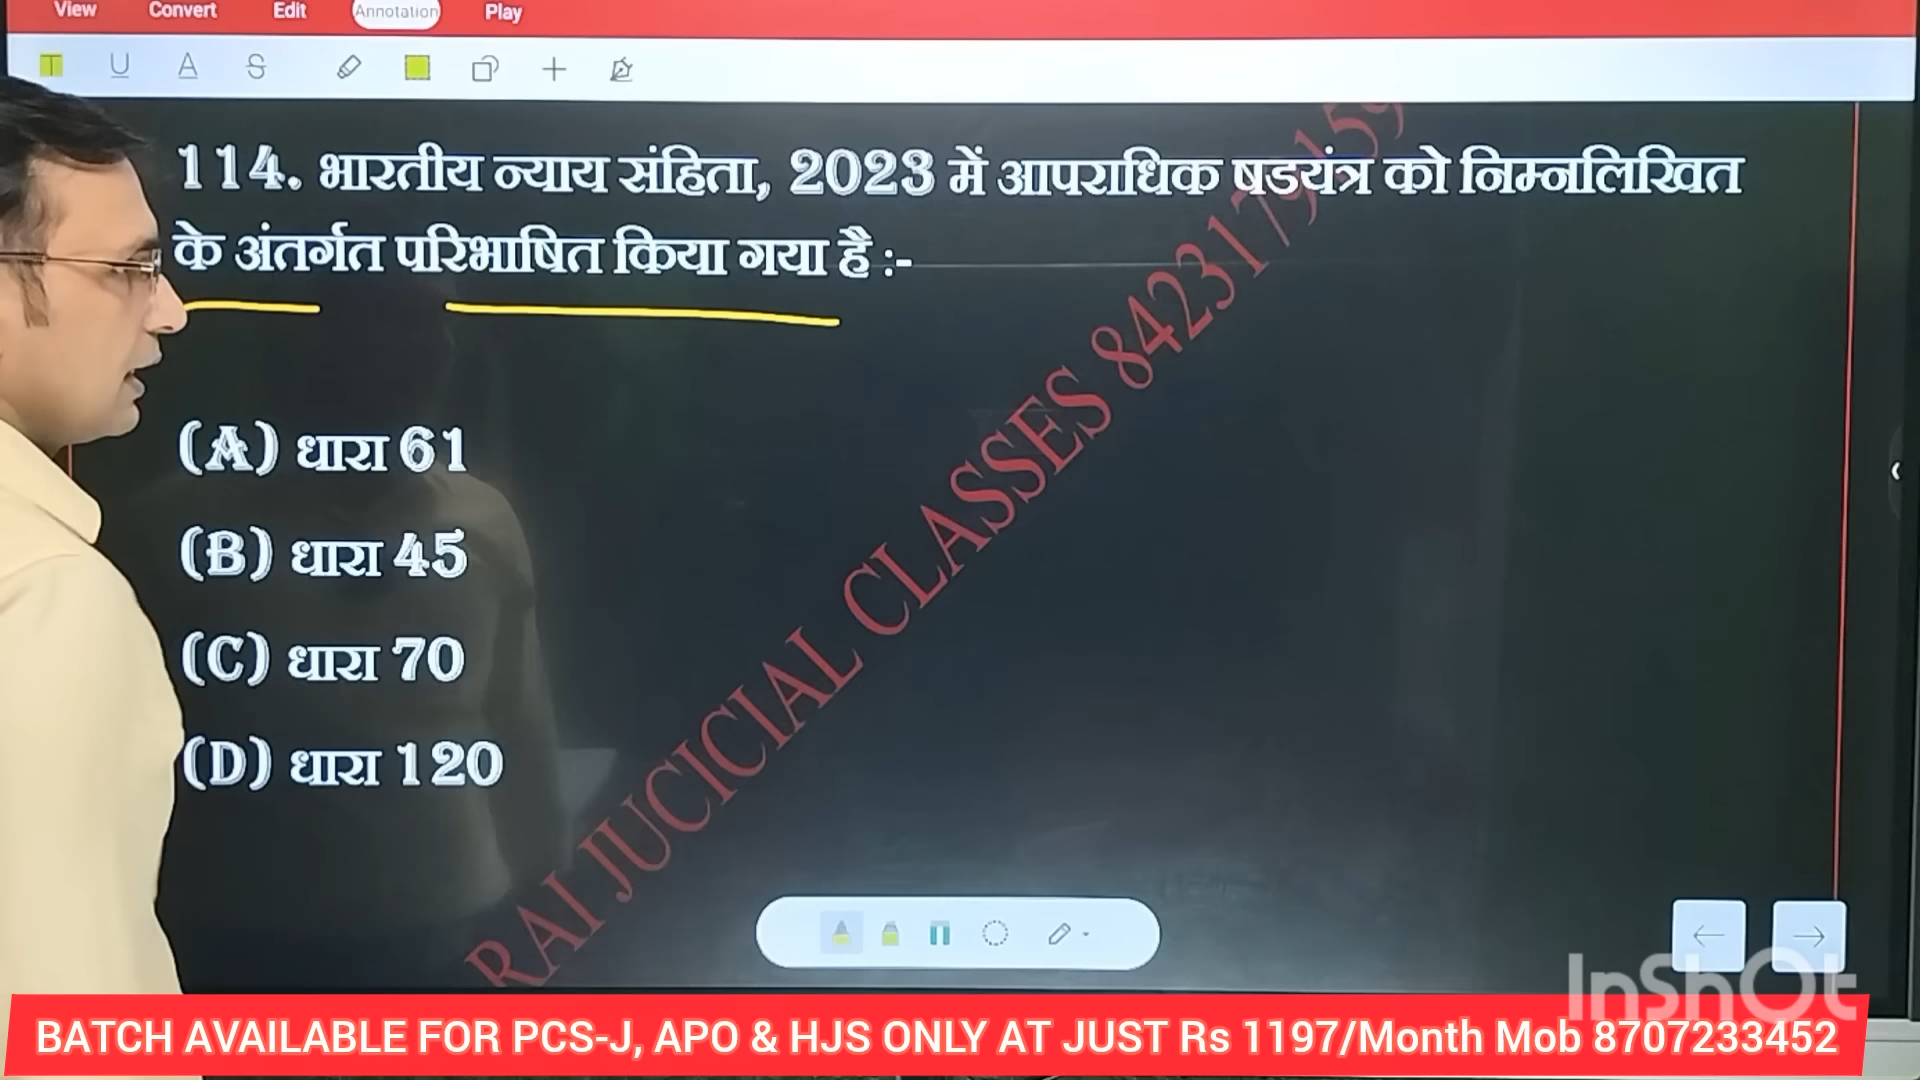 View Convert Edit Annotation Play
T U A S
114. भारतीय न्याय संहिता, 2023 में आपराधिक षडयंत्र को निम्नलिखित
के अंतर्गत परिभाषित किया गया है :-
(A) धारा 61
(B) धारा 45
(C) धारा 70
(D) धारा 120
RAI JUCICIAL CLASSES
InShOt
BATCH AVAILABLE FOR PCS-J, APO & HJS ONLY AT JUST Rs 1197/Month Mob 8707233452